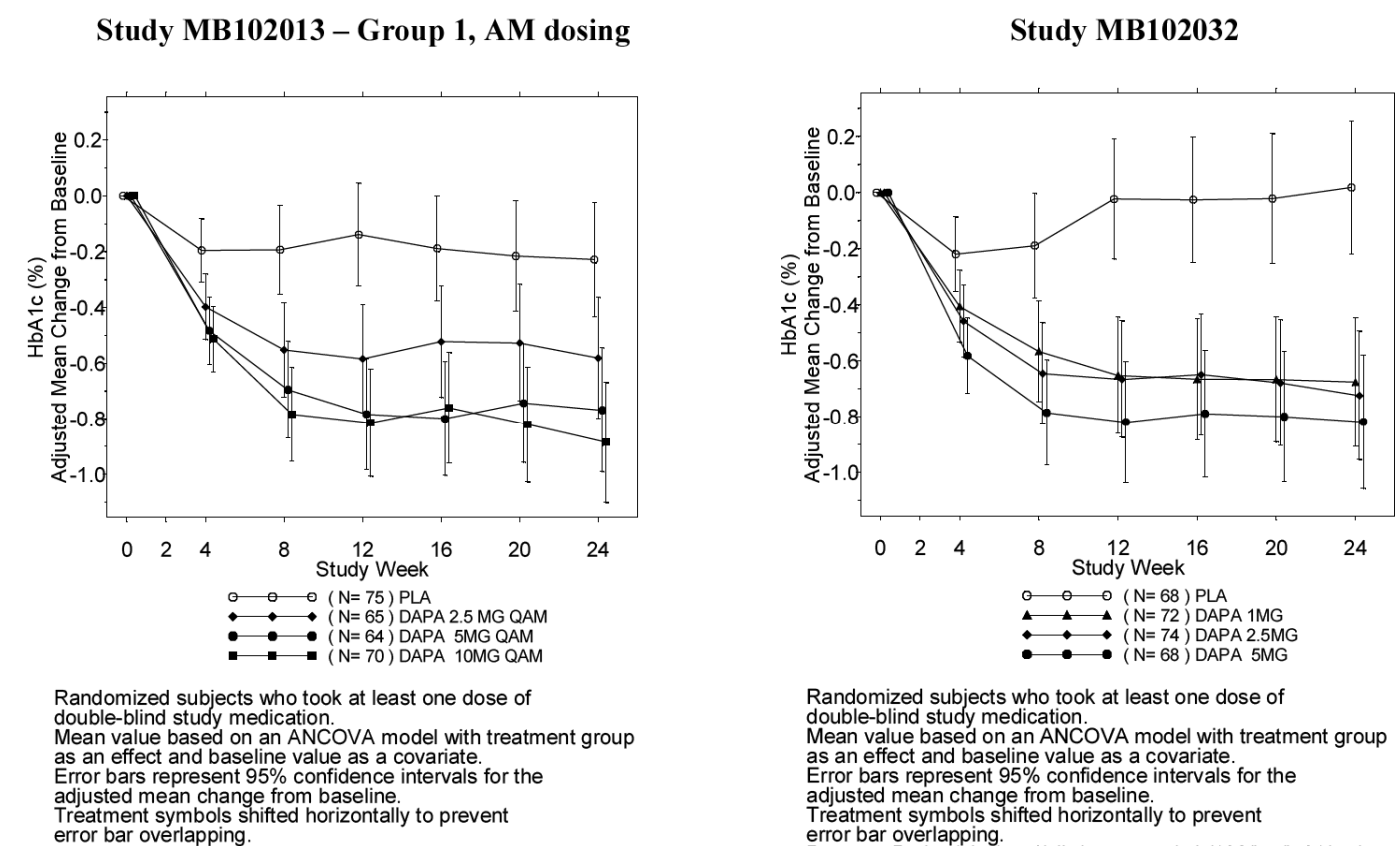 Study MB102013 – Group 1, AM dosing
HbA1c (%)
Adjusted Mean Change from Baseline
0.2
0.0
-0.2
-0.4
-0.6
-0.8
-1.0
0 2 4 8 12 16 20 24
Study Week
( N= 75 ) PLA
( N= 65 ) DAPA 2.5 MG QAM
( N= 64 ) DAPA 5MG QAM
( N= 70 ) DAPA 10MG QAM
Randomized subjects who took at least one dose of
double-blind study medication.
Mean value based on an ANCOVA model with treatment group
as an effect and baseline value as a covariate.
Error bars represent 95% confidence intervals for the
adjusted mean change from baseline.
Treatment symbols shifted horizontally to prevent
error bar overlapping.
Study MB102032
HbA1c (%)
Adjusted Mean Change from Baseline
0.2
0.0
-0.2
-0.4
-0.6
-0.8
-1.0
0 2 4 8 12 16 20 24
Study Week
( N= 68 ) PLA
( N= 72 ) DAPA 1MG
( N= 74 ) DAPA 2.5MG
( N= 68 ) DAPA 5MG
Randomized subjects who took at least one dose of
double-blind study medication.
Mean value based on an ANCOVA model with treatment group
as an effect and baseline value as a covariate.
Error bars represent 95% confidence intervals for the
adjusted mean change from baseline.
Treatment symbols shifted horizontally to prevent
error bar overlapping.